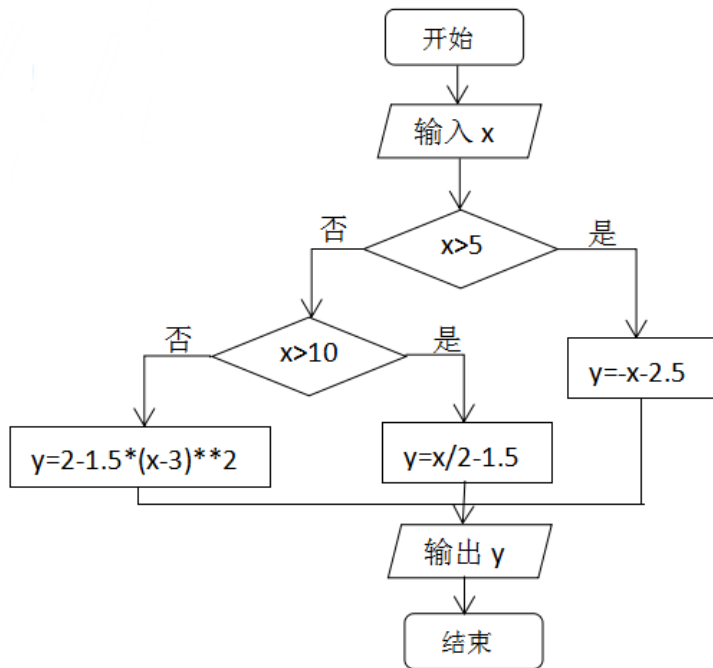 开始
输入 x
否
x>5
是
否
x>10
是
y=-x-2.5
y=2-1.5*(x-3)**2
y=x/2-1.5
输出 y
结束